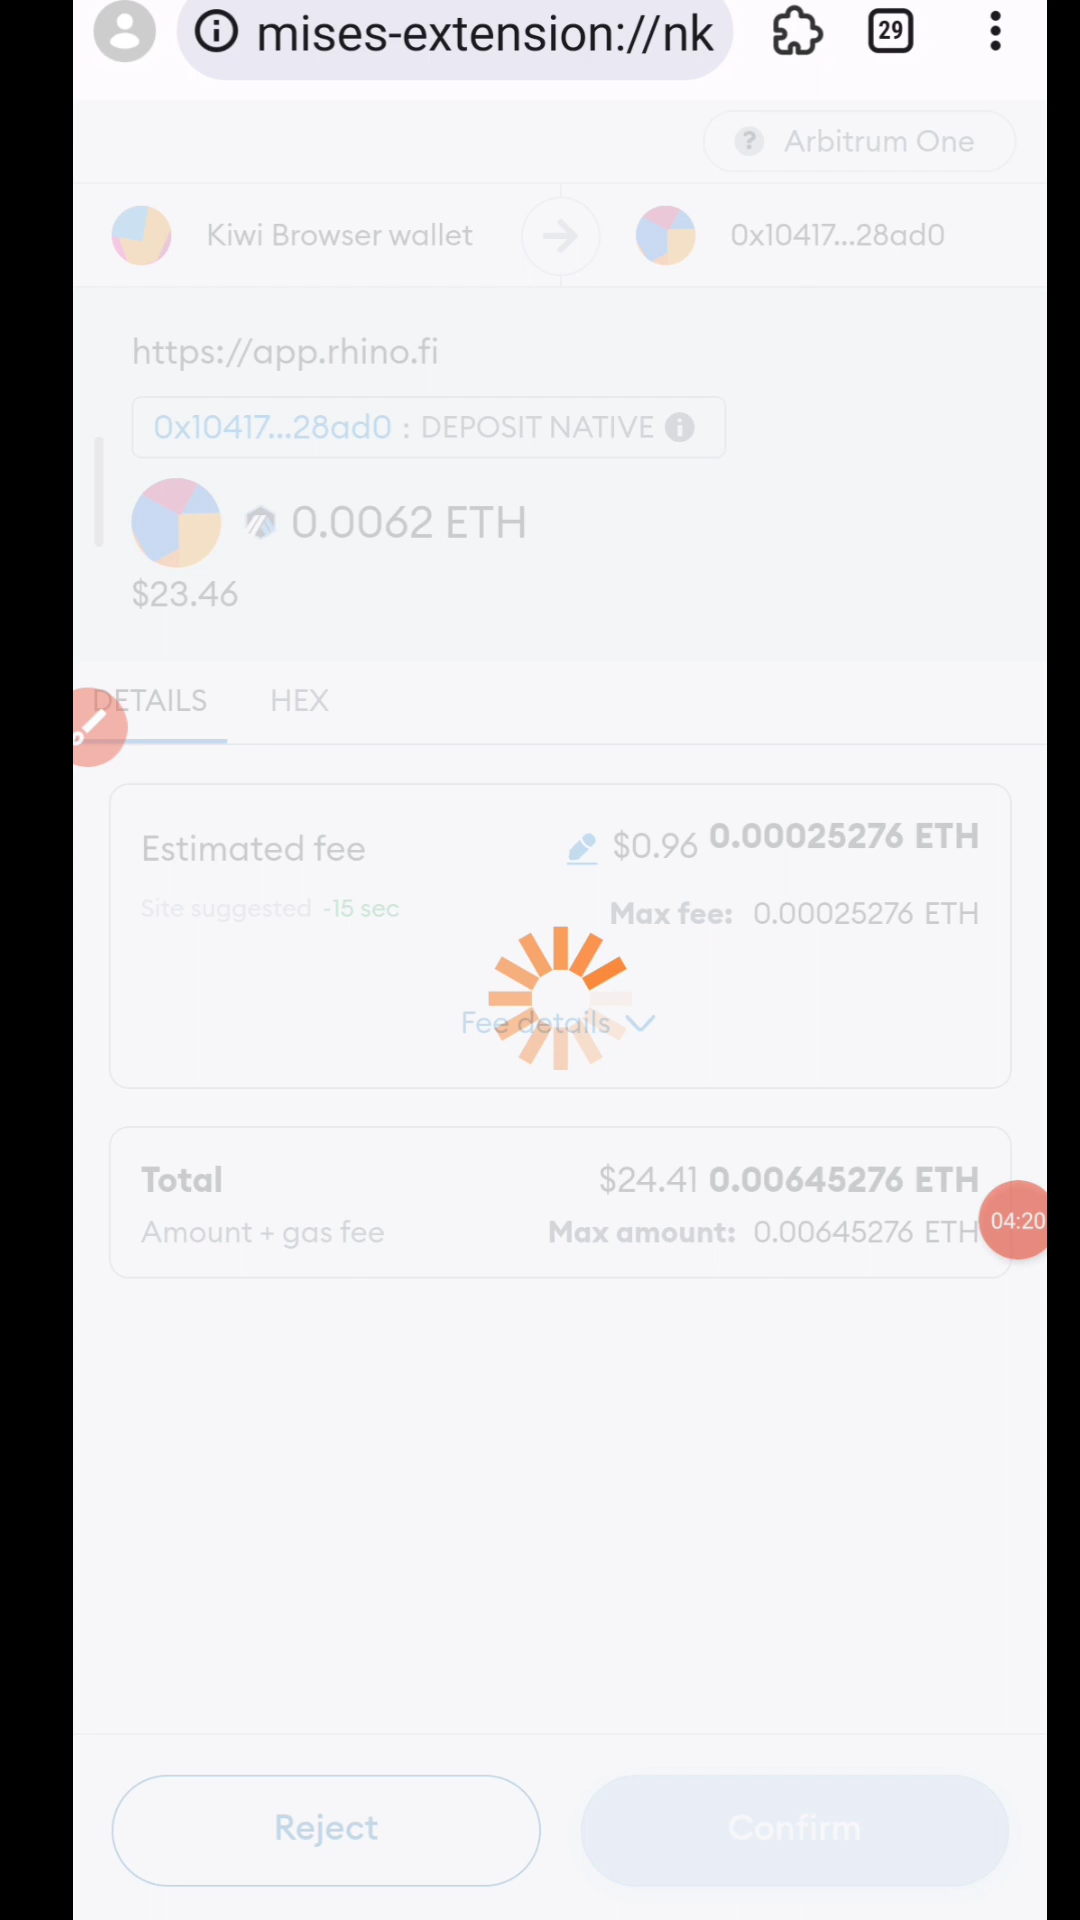 mises-extension://nk
29
Arbitrum One
Kiwi Browser wallet
0x10417...28ad0
https://app.rhino.fi
0x10417...28ad0 : DEPOSIT NATIVE
0.0062 ETH
$23.46
DETAILS HEX
Estimated fee $0.96 0.00025276 ETH
Site suggested ~15 sec
Max fee: 0.00025276 ETH
Fee details
Total $24.41 0.00645276 ETH
Amount + gas fee Max amount: 0.00645276 ETH
04:20
Reject Confirm